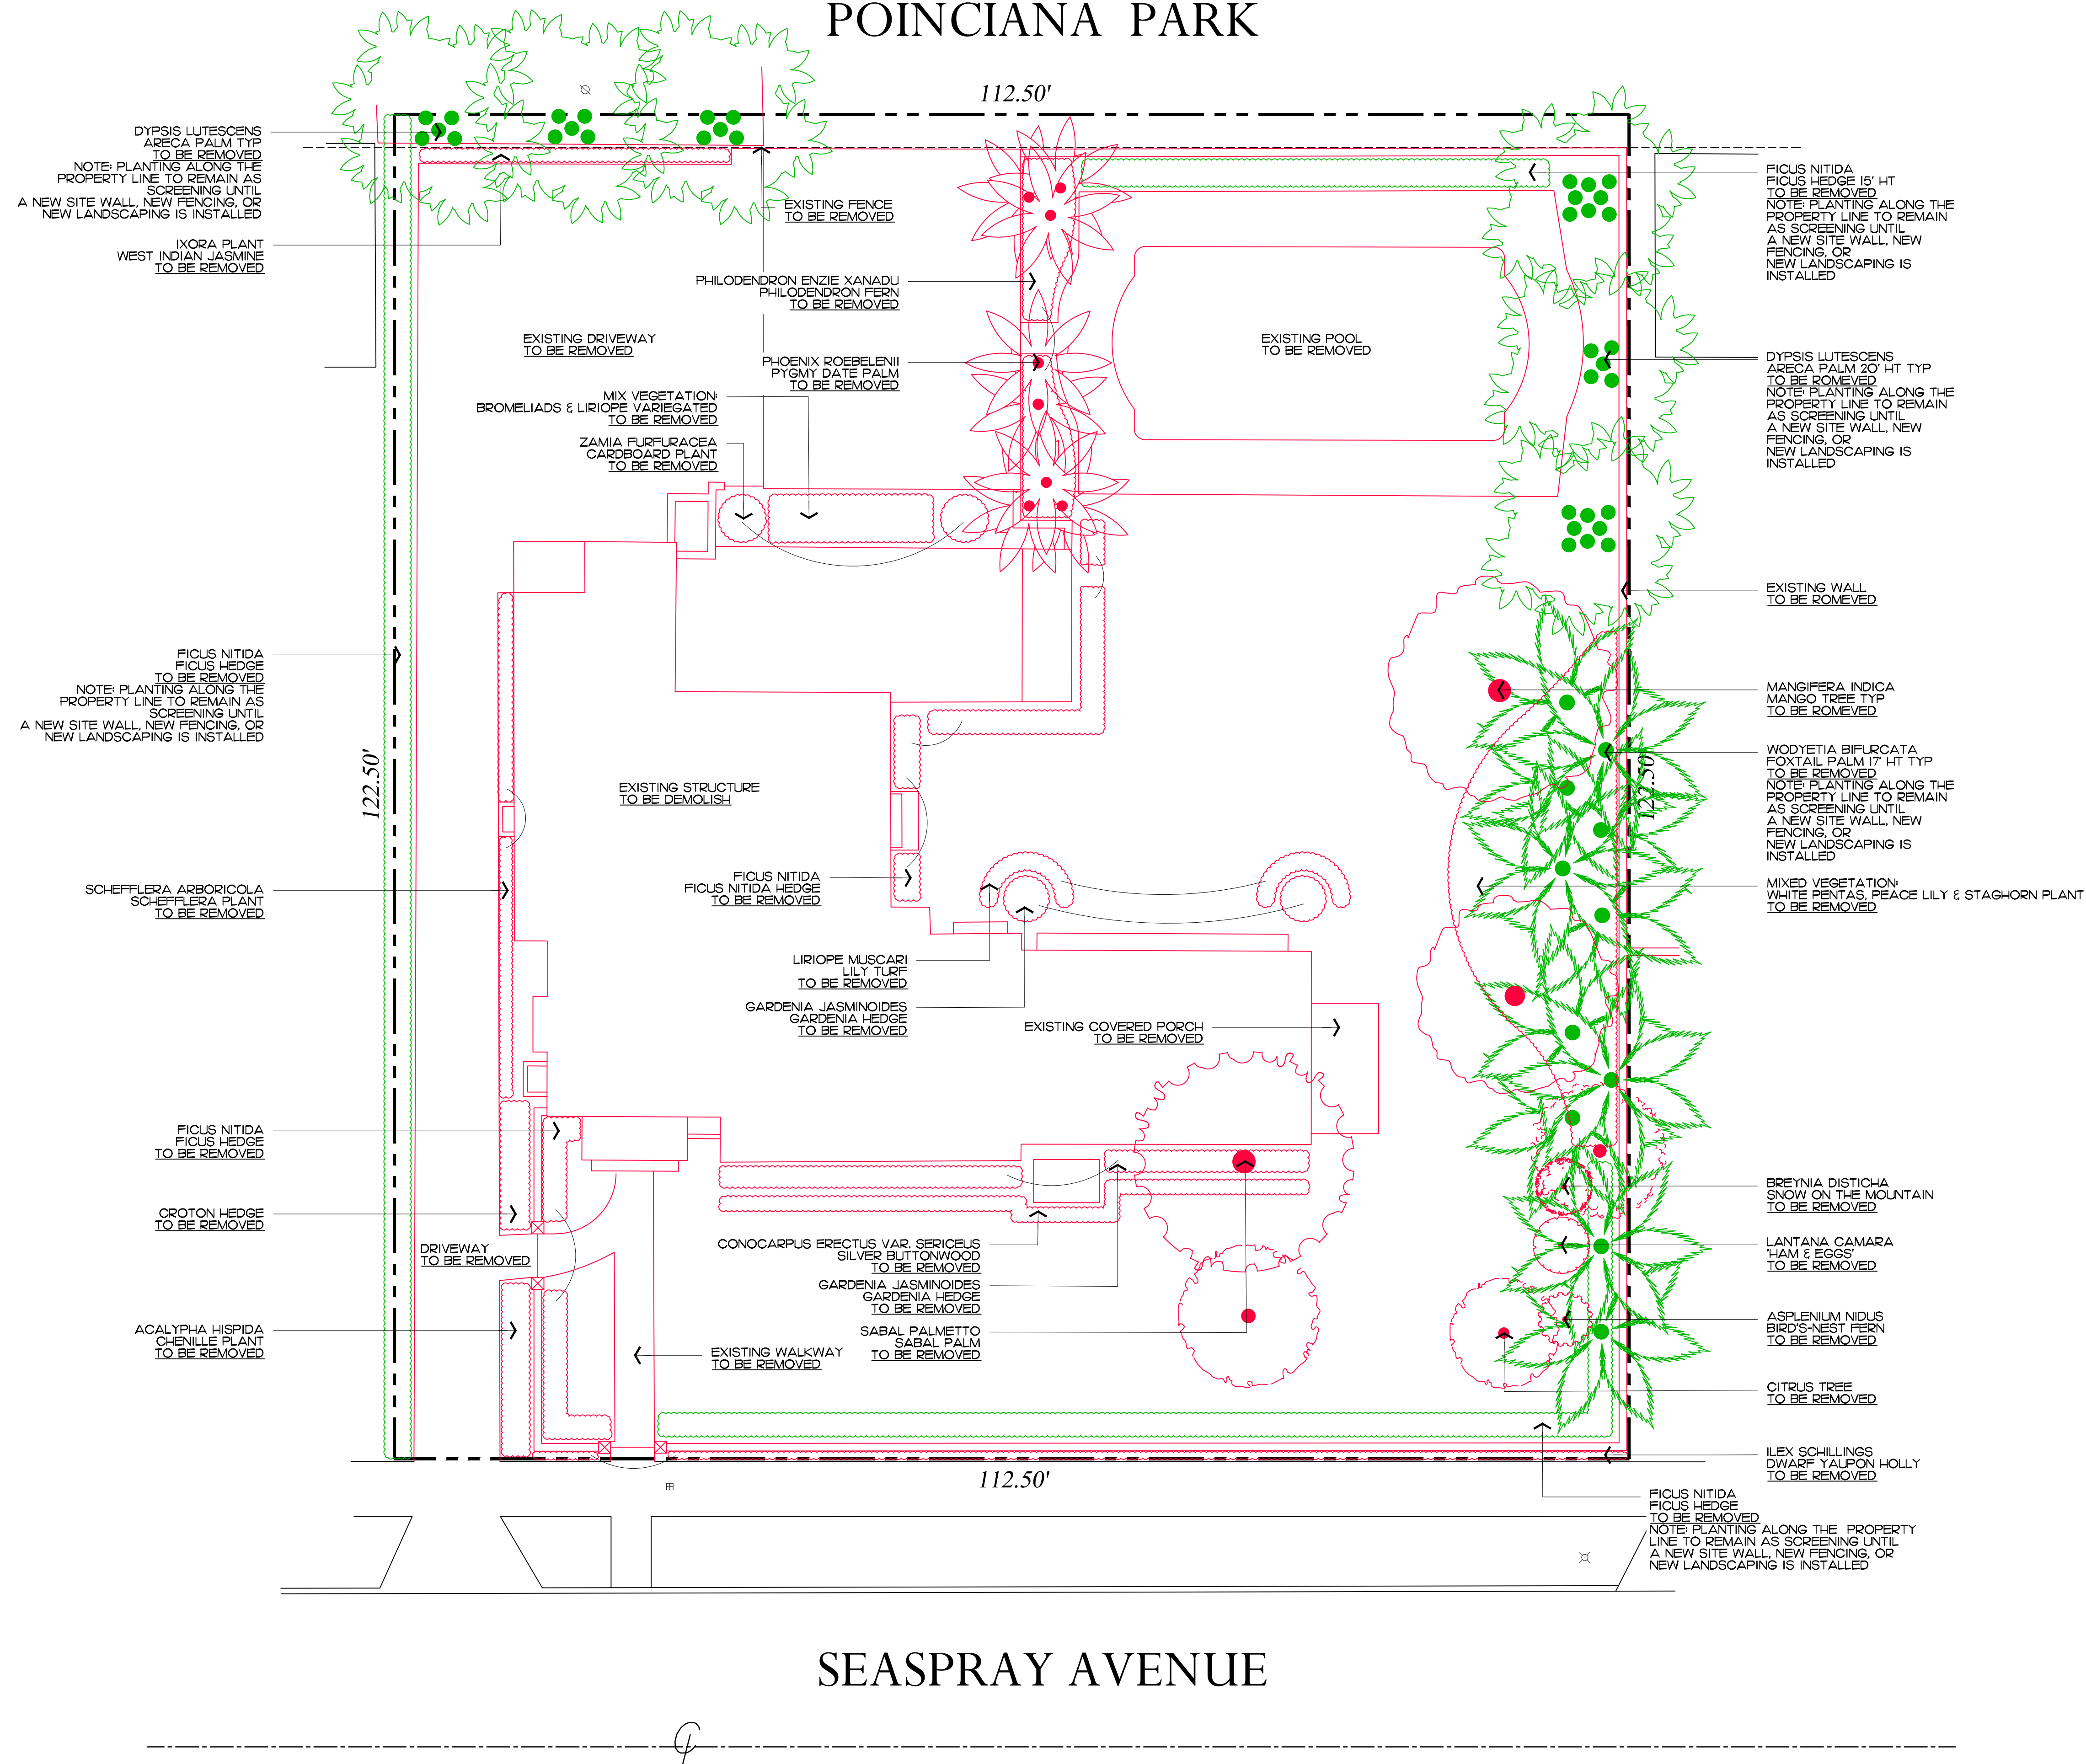 POINCIANA PARK
112.50'
DYPSIS LUTESCENS
ARECA PALM TYP
TO BE REMOVED
NOTE: PLANTING ALONG THE
PROPERTY LINE TO REMAIN AS
SCREENING UNTIL
A NEW SITE WALL, NEW FENCING, OR
NEW LANDSCAPING IS INSTALLED
IXORA PLANT
WEST INDIAN JASMINE
TO BE REMOVED
FICUS NITIDA
FICUS HEDGE
TO BE REMOVED
NOTE: PLANTING ALONG THE
PROPERTY LINE TO REMAIN AS
SCREENING UNTIL
A NEW SITE WALL, NEW FENCING, OR
NEW LANDSCAPING IS INSTALLED
122.50'
SCHEFFLERA ARBORICOLA
SCHEFFLERA PLANT
TO BE REMOVED
FICUS NITIDA
FICUS HEDGE
TO BE REMOVED
CROTON HEDGE
TO BE REMOVED
ACALYPHA HISPIDA
CHENILLE PLANT
TO BE REMOVED
EXISTING FENCE
TO BE REMOVED
PHILODENDRON ENZIE XANADU
PHILODENDRON FERN
TO BE REMOVED
EXISTING DRIVEWAY
TO BE REMOVED
PHOENIX ROEBELENII
PYGMY DATE PALM
TO BE REMOVED
MIX VEGETATION:
BROMELIADS & LIRIOPE VARIEGATED
TO BE REMOVED
ZAMIA FURFURACEA
CARDBOARD PLANT
TO BE REMOVED
EXISTING POOL
TO BE REMOVED
EXISTING STRUCTURE
TO BE DEMOLISH
FICUS NITIDA
FICUS NITIDA HEDGE
TO BE REMOVED
LIRIOPE MUSCARI
LILY TURF
TO BE REMOVED
GARDENIA JASMINOIDES
GARDENIA HEDGE
TO BE REMOVED
EXISTING COVERED PORCH
TO BE REMOVED
DRIVEWAY
TO BE REMOVED
CONOCARPUS ERECTUS VAR. SERICEUS
SILVER BUTTONWOOD
TO BE REMOVED
GARDENIA JASMINOIDES
GARDENIA HEDGE
TO BE REMOVED
SABAL PALMETTO
SABAL PALM
TO BE REMOVED
EXISTING WALKWAY
TO BE REMOVED
FICUS NITIDA
FICUS HEDGE 15' HT
TO BE REMOVED
NOTE: PLANTING ALONG THE
PROPERTY LINE TO REMAIN
AS SCREENING UNTIL
A NEW SITE WALL, NEW
FENCING, OR
NEW LANDSCAPING IS
INSTALLED
DYPSIS LUTESCENS
ARECA PALM 20' HT TYP
TO BE ROMEVED
NOTE: PLANTING ALONG THE
PROPERTY LINE TO REMAIN
AS SCREENING UNTIL
A NEW SITE WALL, NEW
FENCING, OR
NEW LANDSCAPING IS
INSTALLED
EXISTING WALL
TO BE ROMEVED
MANGIFERA INDICA
MANGO TREE TYP
TO BE ROMEVED
WODYETIA BIFURCATA
FOXTAIL PALM 17' HT TYP
TO BE REMOVED
NOTE: PLANTING ALONG THE
PROPERTY LINE TO REMAIN
AS SCREENING UNTIL
A NEW SITE WALL, NEW
FENCING, OR
NEW LANDSCAPING IS
INSTALLED
122.50'
MIXED VEGETATION:
WHITE PENTAS, PEACE LILY & STAGHORN PLANT
TO BE REMOVED
BREYNIA DISTICHA
SNOW ON THE MOUNTAIN
TO BE REMOVED
LANTANA CAMARA
'HAM & EGGS'
TO BE REMOVED
ASPLENIUM NIDUS
BIRD'S-NEST FERN
TO BE REMOVED
CITRUS TREE
TO BE REMOVED
ILEX SCHILLINGS
DWARF YAUPON HOLLY
TO BE REMOVED
FICUS NITIDA
FICUS HEDGE
TO BE REMOVED
NOTE: PLANTING ALONG THE PROPERTY
LINE TO REMAIN AS SCREENING UNTIL
A NEW SITE WALL, NEW FENCING, OR
NEW LANDSCAPING IS INSTALLED
112.50'
SEASPRAY AVENUE